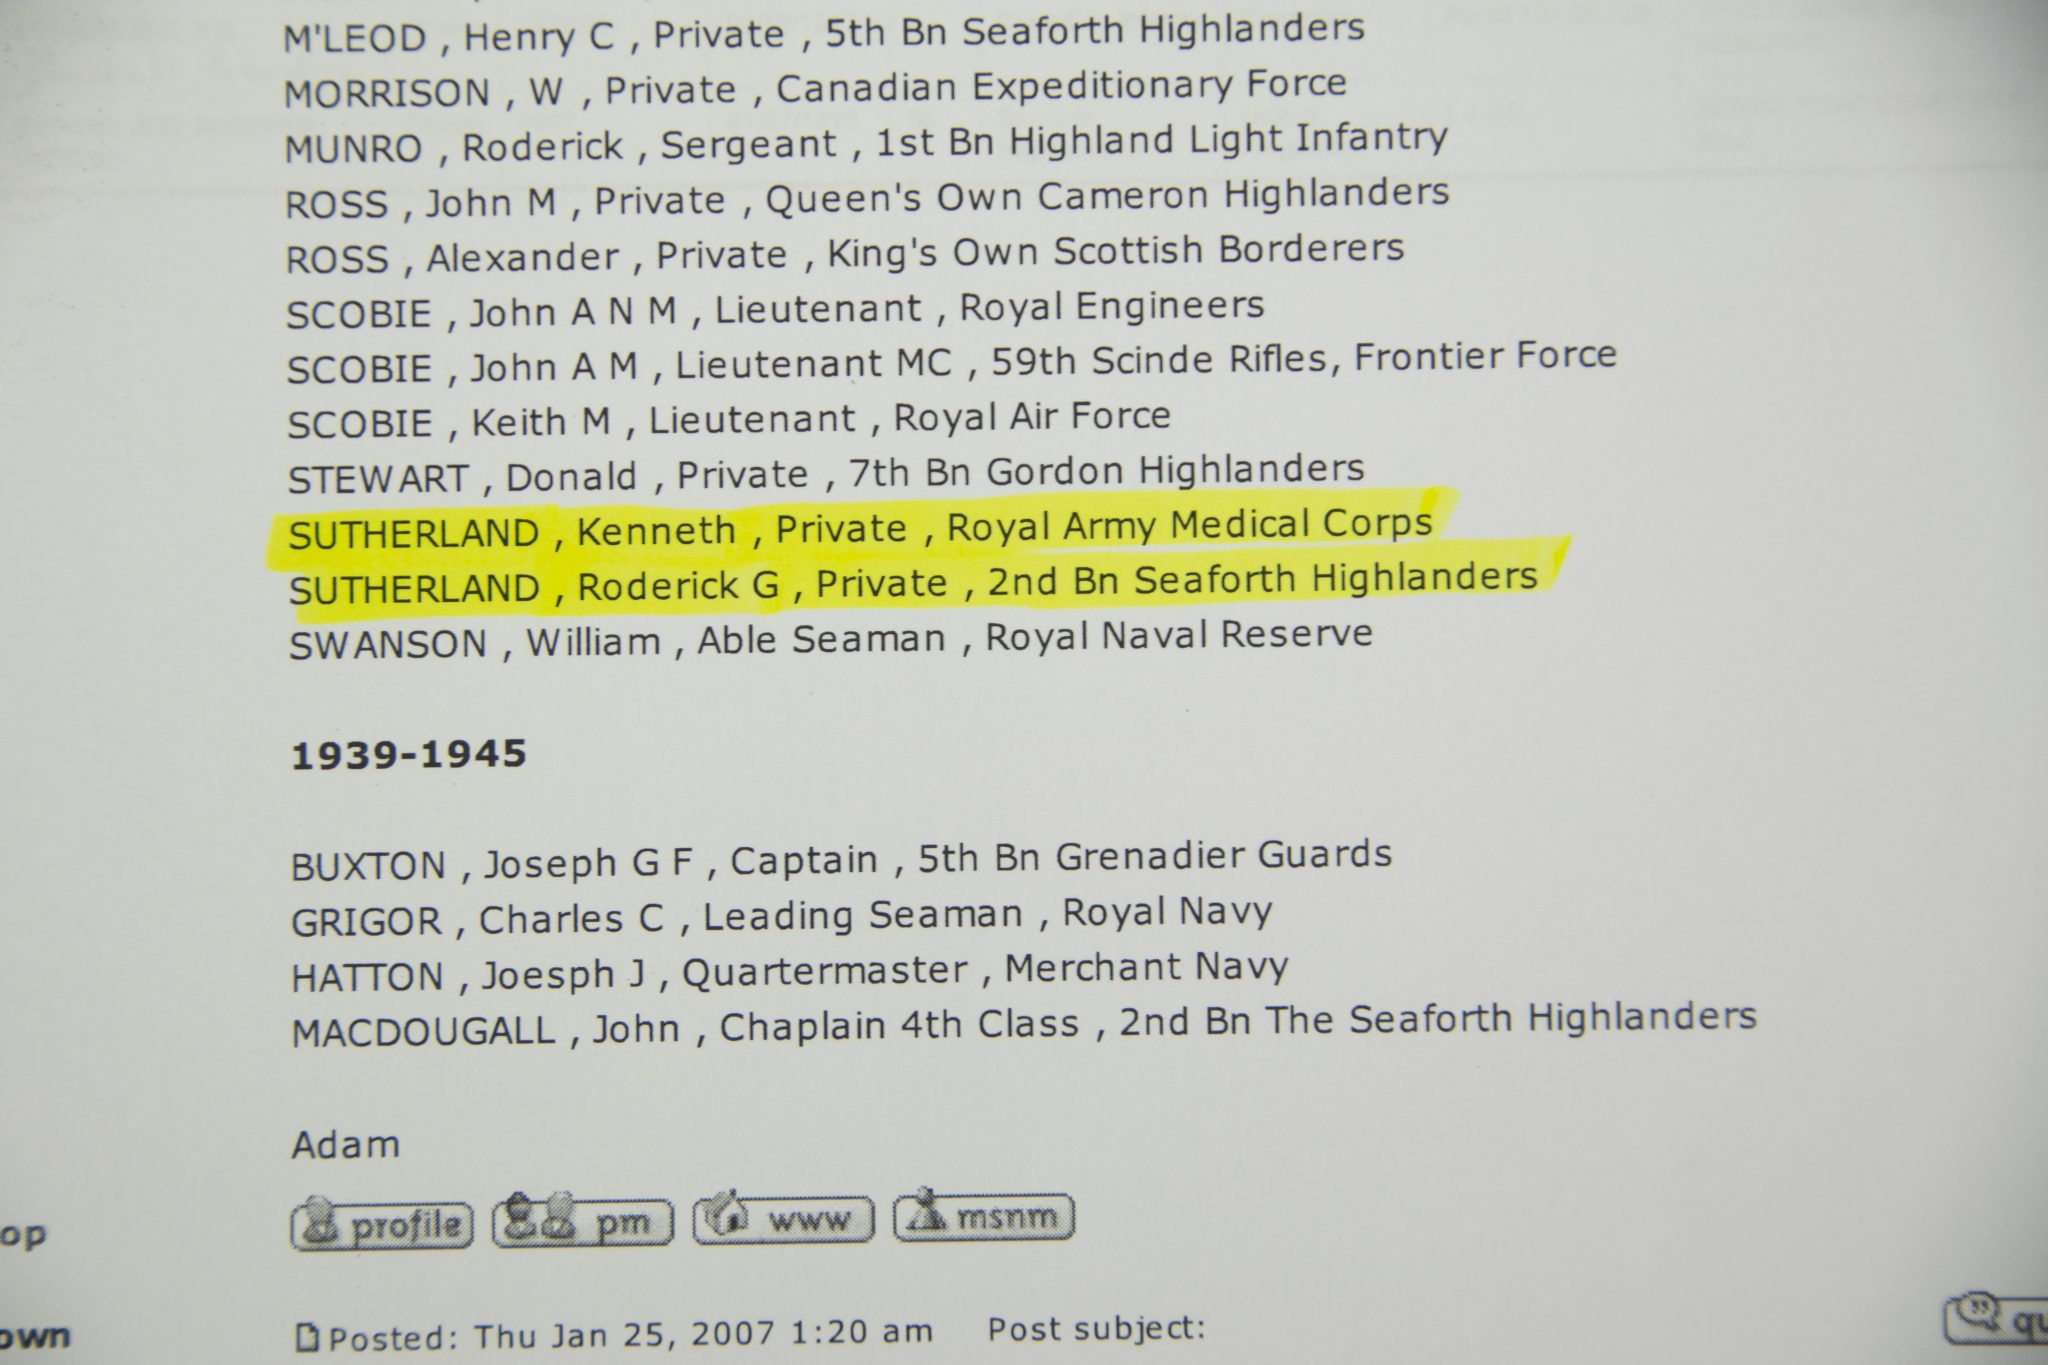 M'LEOD , Henry C , Private , 5th Bn Seaforth Highlanders
MORRISON , W , Private , Canadian Expeditionary Force
MUNRO , Roderick , Sergeant , 1st Bn Highland Light Infantry
ROSS , John M , Private , Queen's Own Cameron Highlanders
ROSS , Alexander , Private , King's Own Scottish Borderers
SCOBIE , John A N M , Lieutenant , Royal Engineers
SCOBIE , John A M , Lieutenant MC , 59th Scinde Rifles, Frontier Force
SCOBIE , Keith M , Lieutenant , Royal Air Force
STEWART , Donald , Private , 7th Bn Gordon Highlanders
SUTHERLAND , Kenneth , Private , Royal Army Medical Corps
SUTHERLAND , Roderick G , Private , 2nd Bn Seaforth Highlanders
SWANSON , William , Able Seaman , Royal Naval Reserve
1939-1945
BUXTON , Joseph G F , Captain , 5th Bn Grenadier Guards
GRIGOR , Charles C , Leading Seaman , Royal Navy
HATTON , Joesph J , Quartermaster , Merchant Navy
MACDOUGALL , John , Chaplain 4th Class , 2nd Bn The Seaforth Highlanders
Adam
op profile pm www msnm
own Posted: Thu Jan 25, 2007 1:20 am Post subject: qu